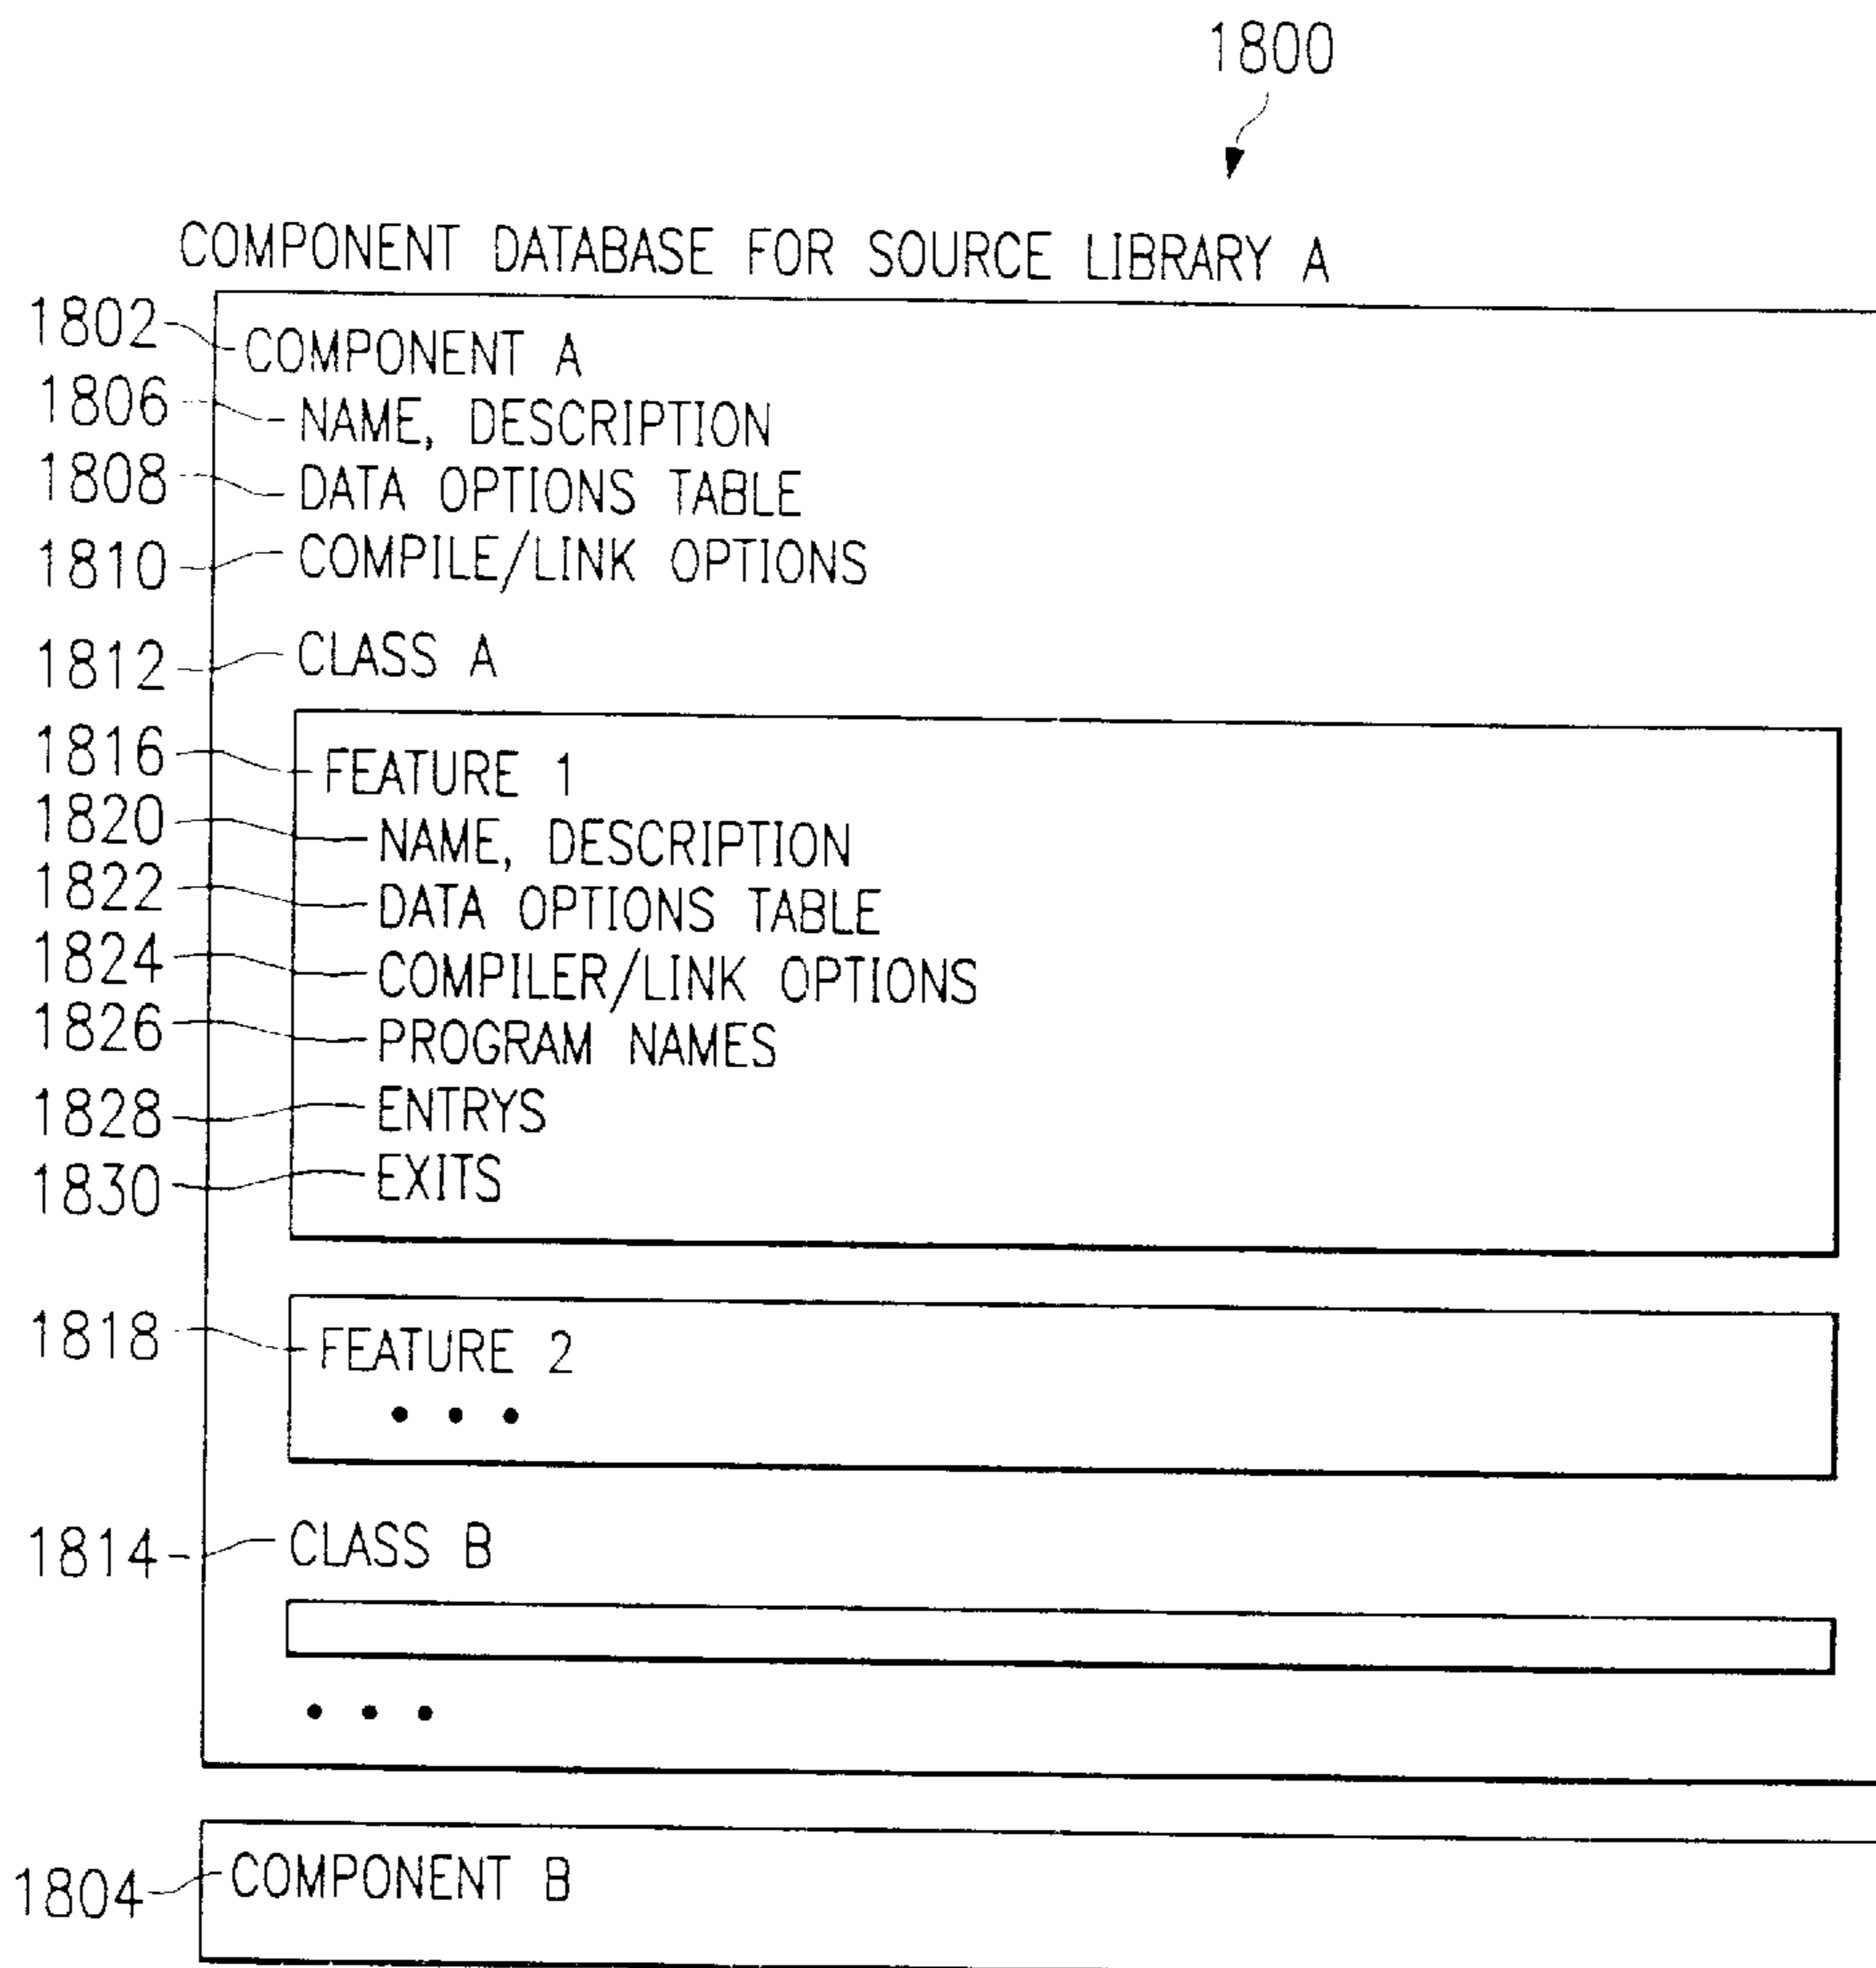 1800
COMPONENT DATABASE FOR SOURCE LIBRARY A
1802 COMPONENT A
1806 NAME, DESCRIPTION
1808 DATA OPTIONS TABLE
1810 COMPILE/LINK OPTIONS
1812 CLASS A
1816 FEATURE 1
1820 NAME, DESCRIPTION
1822 DATA OPTIONS TABLE
1824 COMPILER/LINK OPTIONS
1826 PROGRAM NAMES
1828 ENTRYS
1830 EXITS
1818 FEATURE 2
• • •
1814 CLASS B
• • •
1804 COMPONENT B